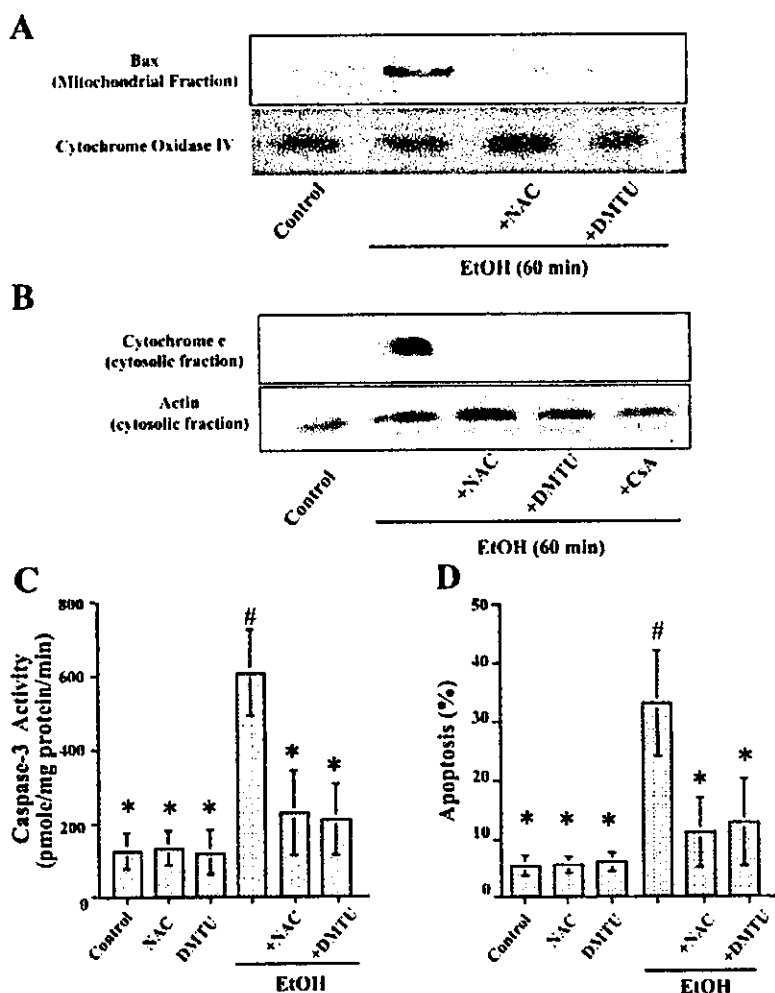 A
Bax
(Mitochondrial Fraction)
Cytochrome Oxidase IV
Control
+NAC
+DMTU
EtOH (60 min)
B
Cytochrome c
(cytosolic fraction)
Actin
(cytosolic fraction)
Control
+NAC
+DMTU
+CsA
EtOH (60 min)
C
Caspase-3 Activity
(pmole/mg protein/min)
800
600
400
200
0
*
*
*
#
*
*
Control
NAC
DMTU
+NAC
+DMTU
EtOH
D
Apoptosis (%)
50
40
30
20
10
0
*
*
*
#
*
*
Control
NAC
DMTU
+NAC
+DMTU
EtOH